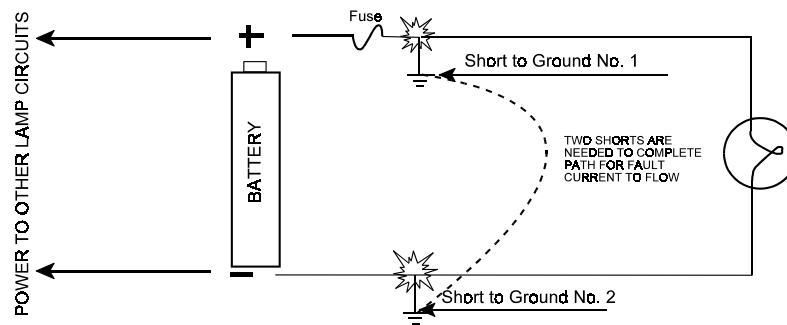 Fuse
+
Short to Ground No. 1
POWER TO OTHER LAMP CIRCUITS
BATTERY
TWO SHORTS ARE
NEEDED TO COMPLETE
PATH FOR FAULT
CURRENT TO FLOW
-
Short to Ground No. 2